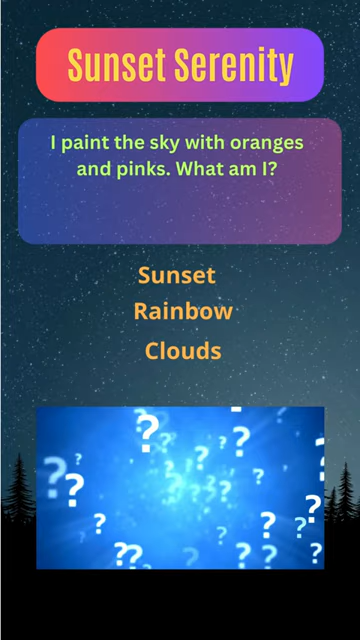 Sunset Serenity
I paint the sky with oranges
and pinks. What am I?
Sunset
Rainbow
Clouds